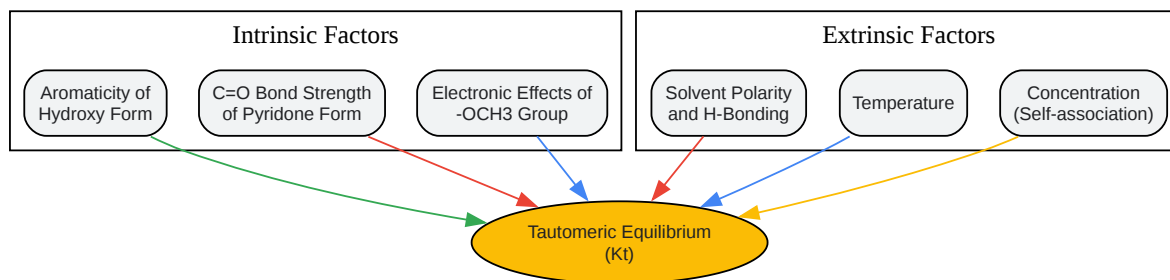 Intrinsic Factors
Aromaticity of
Hydroxy Form
C=O Bond Strength
of Pyridone Form
Electronic Effects of
-OCH3 Group
Extrinsic Factors
Solvent Polarity
and H-Bonding
Temperature
Concentration
(Self-association)
Tautomeric Equilibrium
(Kt)